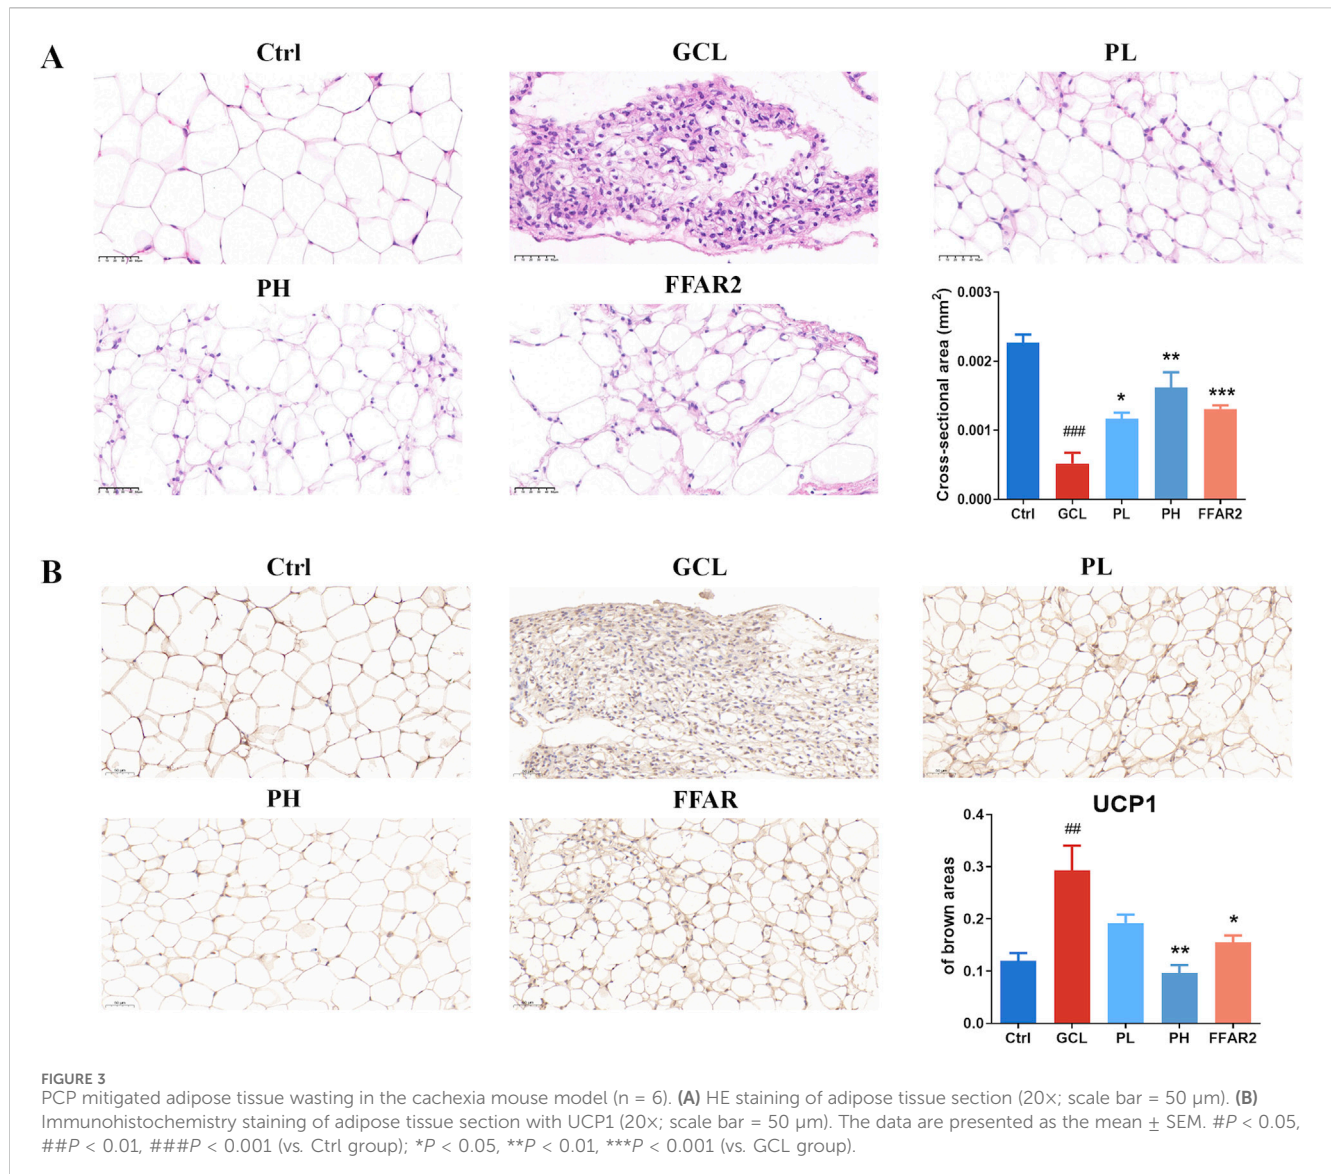 A
Ctrl
GCL
PL
PH
FFAR2
0.003
0.002
0.001
0.000
Cross-sectional area (mm²)
###
*
**
***
Ctrl GCL PL PH FFAR2
B
Ctrl
GCL
PL
PH
FFAR
UCP1
0.4
0.3
0.2
0.1
0.0
of brown areas
##
**
*
Ctrl GCL PL PH FFAR2
FIGURE 3
PCP mitigated adipose tissue wasting in the cachexia mouse model (n = 6). (A) HE staining of adipose tissue section (20×; scale bar = 50 μm). (B)
Immunohistochemistry staining of adipose tissue section with UCP1 (20×; scale bar = 50 μm). The data are presented as the mean ± SEM. #P < 0.05,
##P < 0.01, ###P < 0.001 (vs. Ctrl group); *P < 0.05, **P < 0.01, ***P < 0.001 (vs. GCL group).